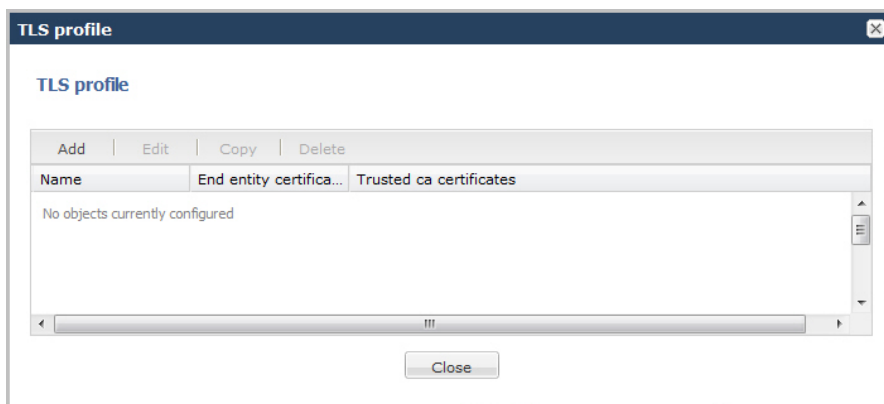 TLS profile
TLS profile
Add Edit Copy Delete
Name End entity certifica... Trusted ca certificates
No objects currently configured
Close